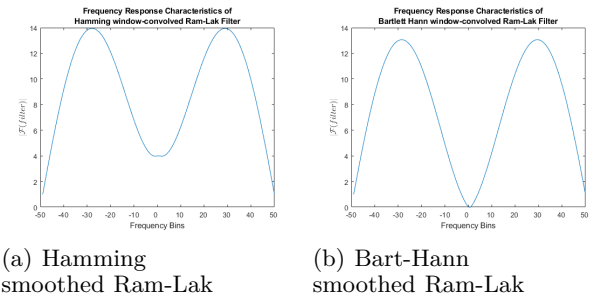 Frequency Response Characteristics of
Hamming window-convolved Ram-Lak Filter
|F(filter)|
14
12
10
8
6
4
2
0
-50 -40 -30 -20 -10 0 10 20 30 40 50
Frequency Bins
(a) Hamming
smoothed Ram-Lak
Frequency Response Characteristics of
Bartlett Hann window-convolved Ram-Lak Filter
|F(filter)|
14
12
10
8
6
4
2
0
-50 -40 -30 -20 -10 0 10 20 30 40 50
Frequency Bins
(b) Bart-Hann
smoothed Ram-Lak